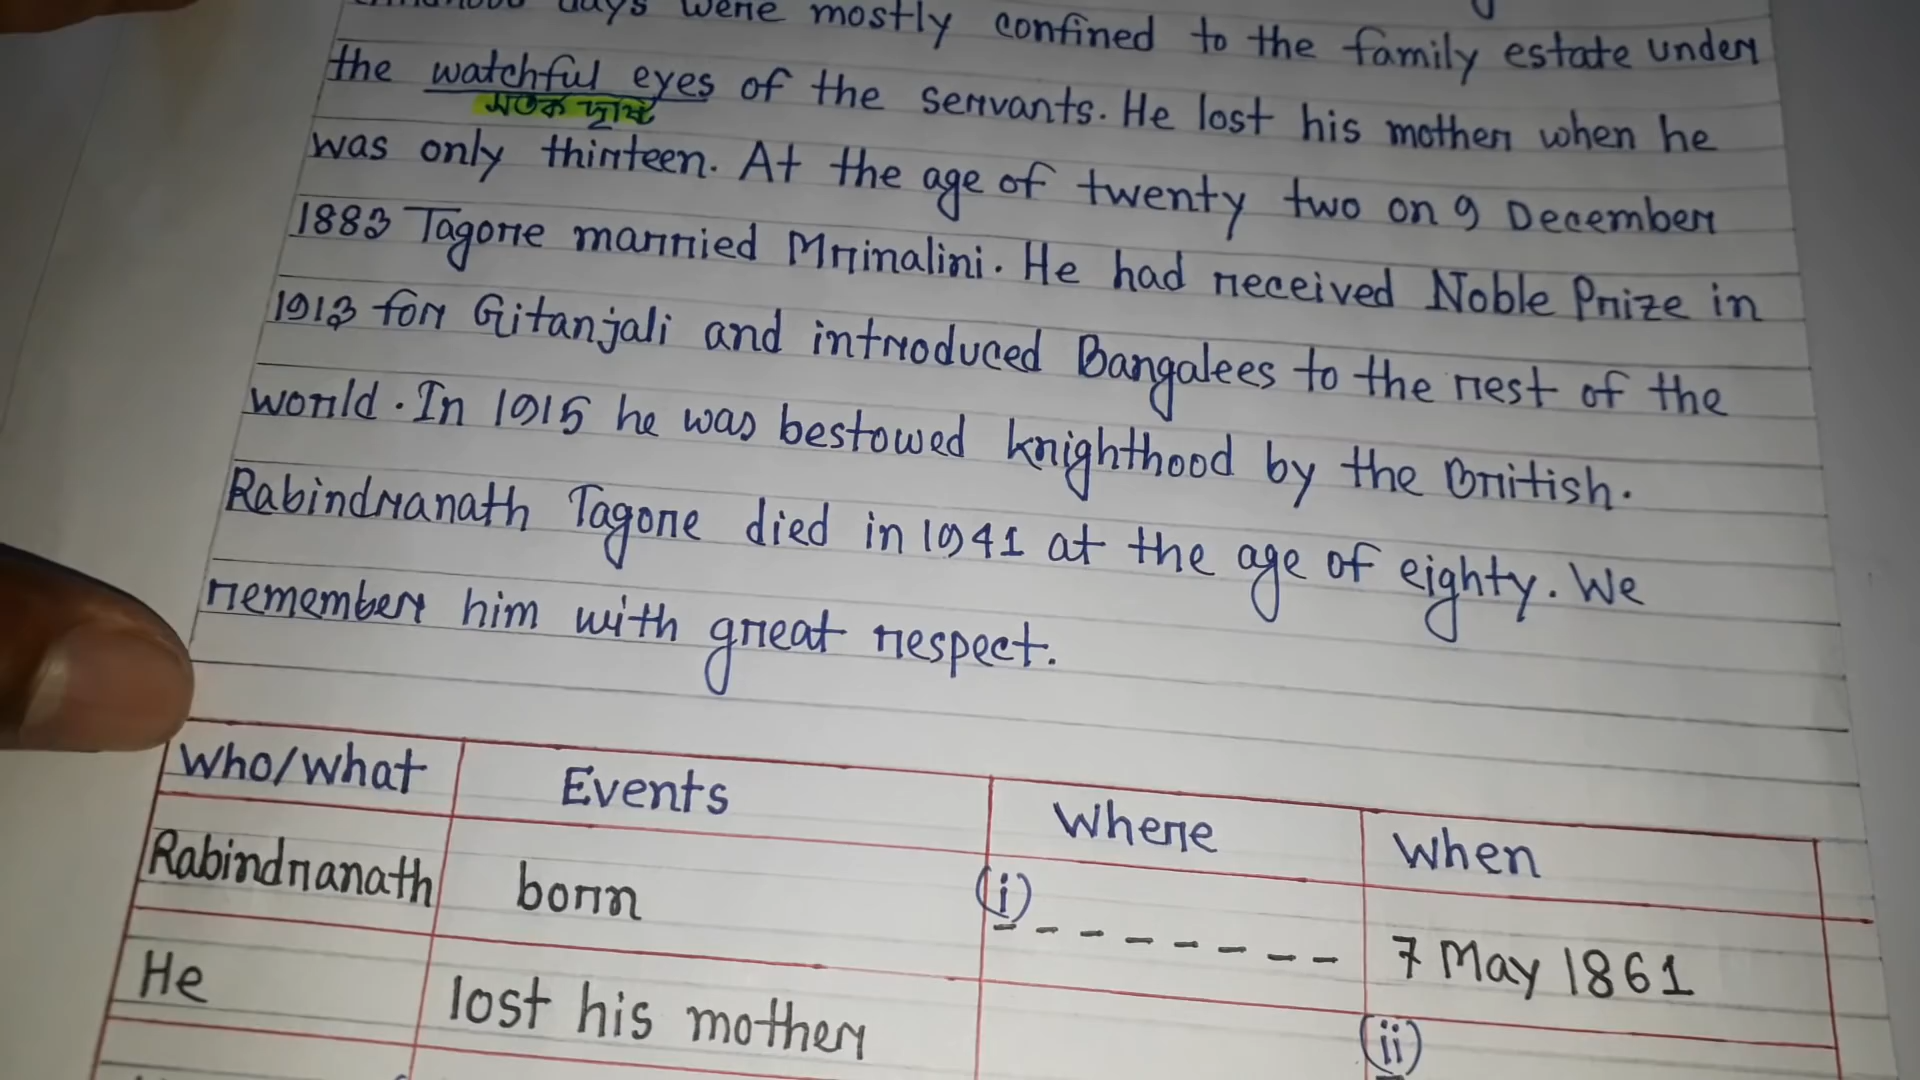 days were mostly confined to the family estate under
the watchful eyes of the servants. He lost his mother when he
সতর্ক দৃষ্টি
was only thirteen. At the age of twenty two on 9 December
1883 Tagore married Mrinalini. He had received Noble Prize in
1913 for Gitanjali and introduced Bangalees to the rest of the
world. In 1915 he was bestowed knighthood by the British.
Rabindranath Tagore died in 1941 at the age of eighty. We
remember him with great respect.
Who/what Events Where When
Rabindranath born (i) - - - - - - - - 7 May 1861
He lost his mother (ii)